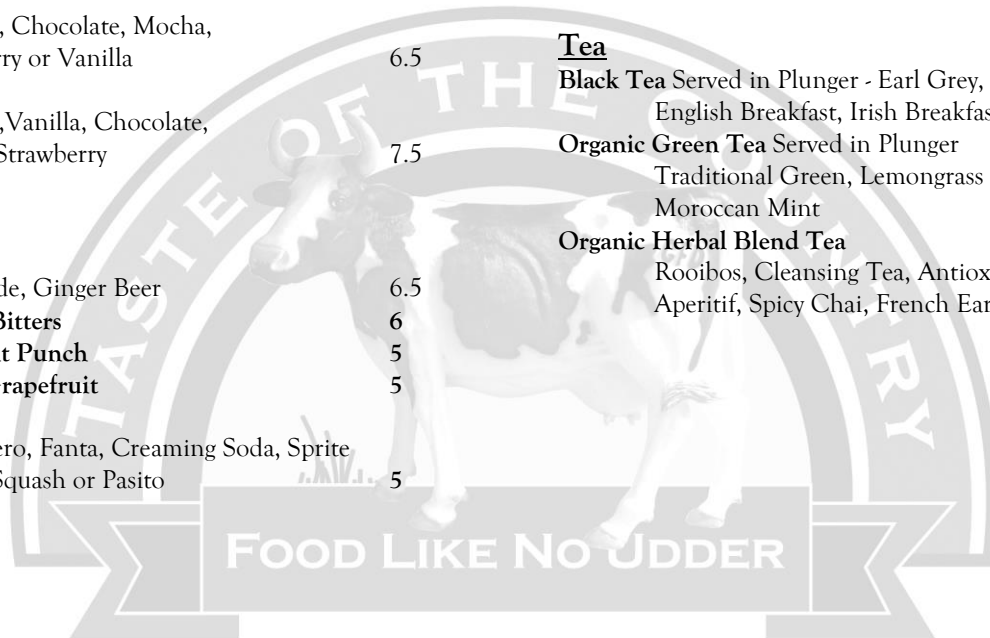 , Chocolate, Mocha,
ry or Vanilla 6.5
,Vanilla, Chocolate,
Strawberry 7.5
de, Ginger Beer 6.5
Bitters 6
t Punch 5
Grapefruit 5
ero, Fanta, Creaming Soda, Sprite
Squash or Pasito 5
Tea
Black Tea Served in Plunger - Earl Grey,
English Breakfast, Irish Breakfas
Organic Green Tea Served in Plunger
Traditional Green, Lemongrass
Moroccan Mint
Organic Herbal Blend Tea
Rooibos, Cleansing Tea, Antiox
Aperitif, Spicy Chai, French Ear
TASTE OF THE COUNTRY
FOOD LIKE NO UDDER